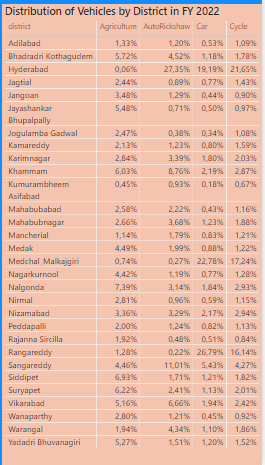 Distribution of Vehicles by District in FY 2022
district Agriculture AutoRickshaw Car Cycle
Adilabad 1,33% 1,20% 0,53% 1,09%
Bhadradri Kothagudem 5,72% 4,52% 1,18% 1,78%
Hyderabad 0,06% 27,35% 19,19% 21,65%
Jagtial 2,44% 0,89% 0,77% 1,43%
Jangoan 3,48% 1,29% 0,44% 0,90%
Jayashankar 5,48% 0,71% 0,50% 0,97%
Bhupalpally
Jogulamba Gadwal 2,47% 0,38% 0,34% 1,08%
Kamareddy 2,13% 1,23% 0,80% 1,59%
Karimnagar 2,84% 3,39% 1,80% 2,03%
Khammam 6,03% 8,76% 2,19% 2,87%
Kumurambheem 0,45% 0,93% 0,18% 0,67%
Asifabad
Mahabubabad 2,58% 2,22% 0,43% 1,16%
Mahabubnagar 2,66% 3,68% 1,23% 1,88%
Mancherial 1,14% 1,79% 0,83% 1,21%
Medak 4,49% 1,99% 0,88% 1,22%
Medchal_Malkajgiri 0,74% 0,27% 22,78% 17,24%
Nagarkurnool 4,42% 1,19% 0,77% 1,28%
Nalgonda 7,39% 3,14% 1,84% 2,93%
Nirmal 2,81% 0,96% 0,59% 1,15%
Nizamabad 3,36% 3,29% 2,17% 2,94%
Peddapalli 2,00% 1,24% 0,82% 1,13%
Rajanna Sircilla 1,92% 0,48% 0,51% 0,84%
Rangareddy 1,28% 0,22% 26,79% 16,14%
Sangareddy 4,46% 11,01% 5,43% 4,27%
Siddipet 6,93% 1,71% 1,21% 1,82%
Suryapet 6,22% 2,41% 1,13% 2,01%
Vikarabad 5,16% 6,66% 1,94% 2,42%
Wanaparthy 2,80% 1,21% 0,45% 0,92%
Warangal 1,94% 4,34% 1,10% 1,86%
Yadadri Bhuvanagiri 5,27% 1,51% 1,20% 1,52%